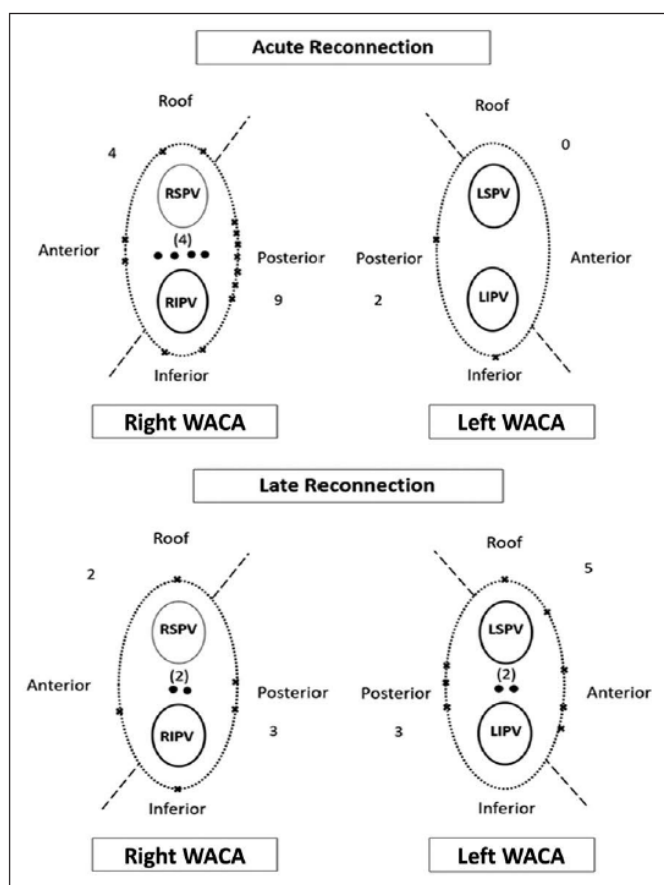 Acute Reconnection
Roof
Roof
4
0
RSPV
LSPV
(4)
Anterior
Posterior
Posterior
Anterior
RIPV
9
2
LIPV
Inferior
Inferior
Right WACA
Left WACA
Late Reconnection
Roof
Roof
2
5
RSPV
LSPV
(2)
(2)
Anterior
Posterior
Posterior
Anterior
RIPV
3
3
LIPV
Inferior
Inferior
Right WACA
Left WACA